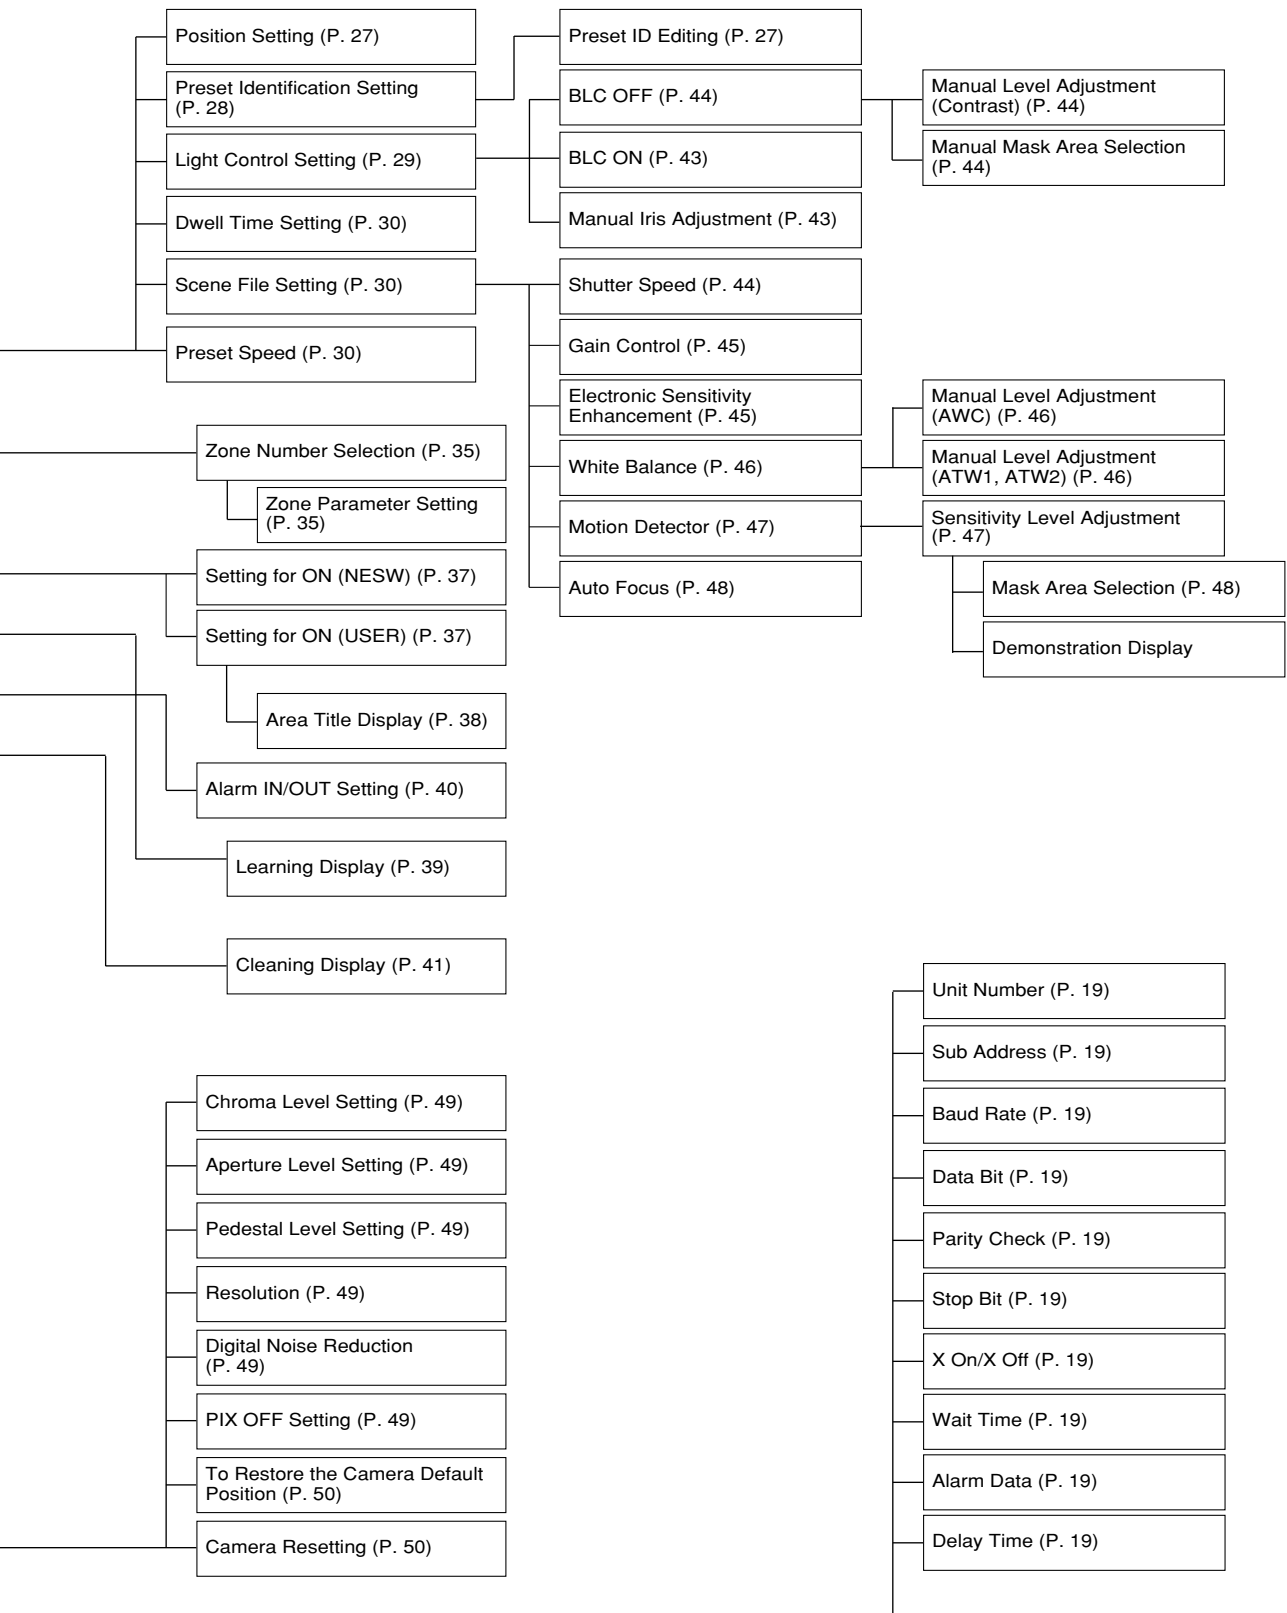 Position Setting (P. 27)
Preset Identification Setting
(P. 28)
Light Control Setting (P. 29)
Dwell Time Setting (P. 30)
Scene File Setting (P. 30)
Preset Speed (P. 30)
Preset ID Editing (P. 27)
BLC OFF (P. 44)
BLC ON (P. 43)
Manual Iris Adjustment (P. 43)
Manual Level Adjustment
(Contrast) (P. 44)
Manual Mask Area Selection
(P. 44)
Shutter Speed (P. 44)
Gain Control (P. 45)
Electronic Sensitivity
Enhancement (P. 45)
White Balance (P. 46)
Motion Detector (P. 47)
Auto Focus (P. 48)
Manual Level Adjustment
(AWC) (P. 46)
Manual Level Adjustment
(ATW1, ATW2) (P. 46)
Sensitivity Level Adjustment
(P. 47)
Mask Area Selection (P. 48)
Demonstration Display
Zone Number Selection (P. 35)
Zone Parameter Setting
(P. 35)
Setting for ON (NESW) (P. 37)
Setting for ON (USER) (P. 37)
Area Title Display (P. 38)
Alarm IN/OUT Setting (P. 40)
Learning Display (P. 39)
Cleaning Display (P. 41)
Chroma Level Setting (P. 49)
Aperture Level Setting (P. 49)
Pedestal Level Setting (P. 49)
Resolution (P. 49)
Digital Noise Reduction
(P. 49)
PIX OFF Setting (P. 49)
To Restore the Camera Default
Position (P. 50)
Camera Resetting (P. 50)
Unit Number (P. 19)
Sub Address (P. 19)
Baud Rate (P. 19)
Data Bit (P. 19)
Parity Check (P. 19)
Stop Bit (P. 19)
X On/X Off (P. 19)
Wait Time (P. 19)
Alarm Data (P. 19)
Delay Time (P. 19)